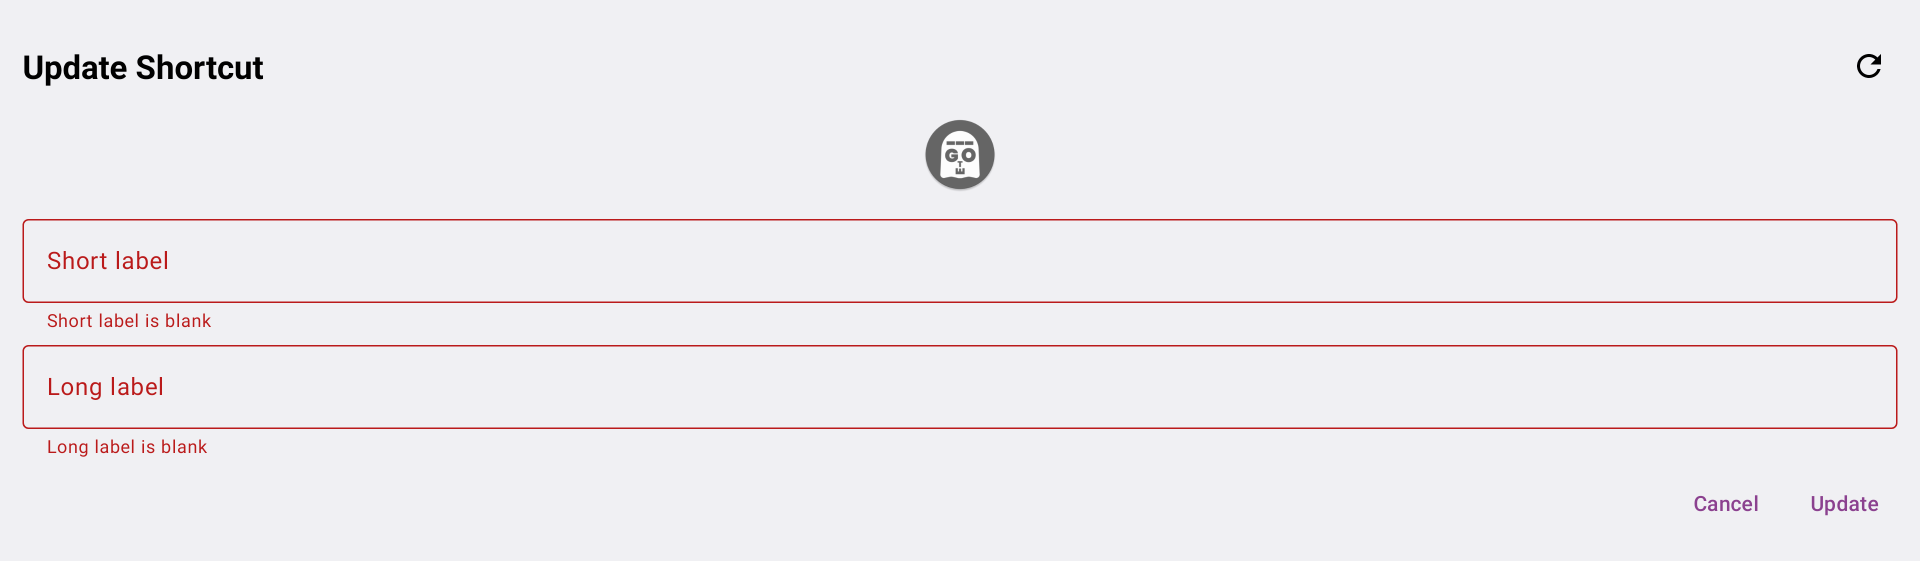 Update Shortcut
GO
T
E
Short label
Short label is blank
Long label
Long label is blank
Cancel
Update